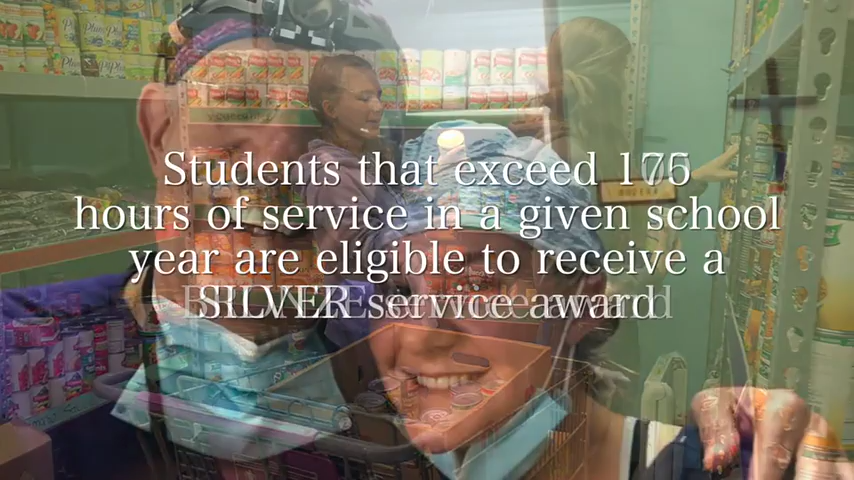 Students that exceed 175
hours of service in a given school
year are eligible to receive a
SILVER service award